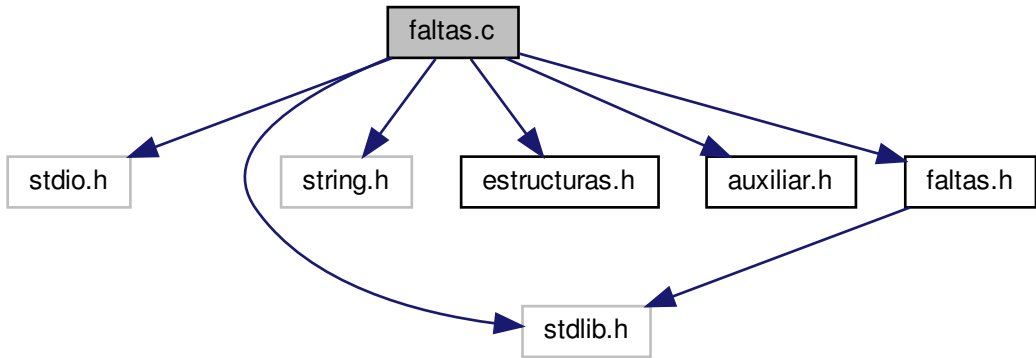 faltas.c
stdio.h
string.h
estructuras.h
auxiliar.h
faltas.h
stdlib.h